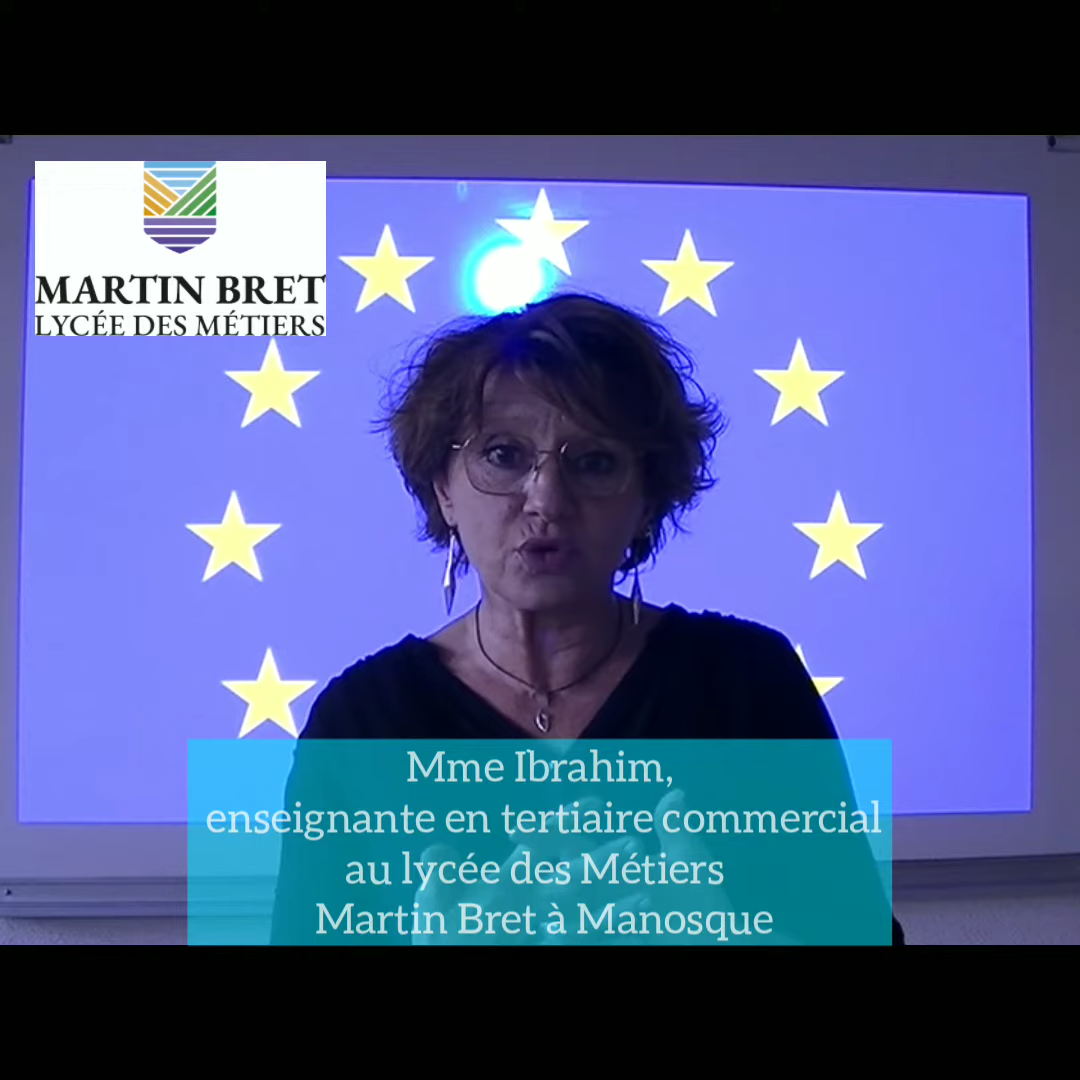 MARTIN BRET
LYCÉE DES MÉTIERS
Mme Ibrahim,
enseignante en tertiaire commercial
au lycée des Métiers
Martin Bret à Manosque